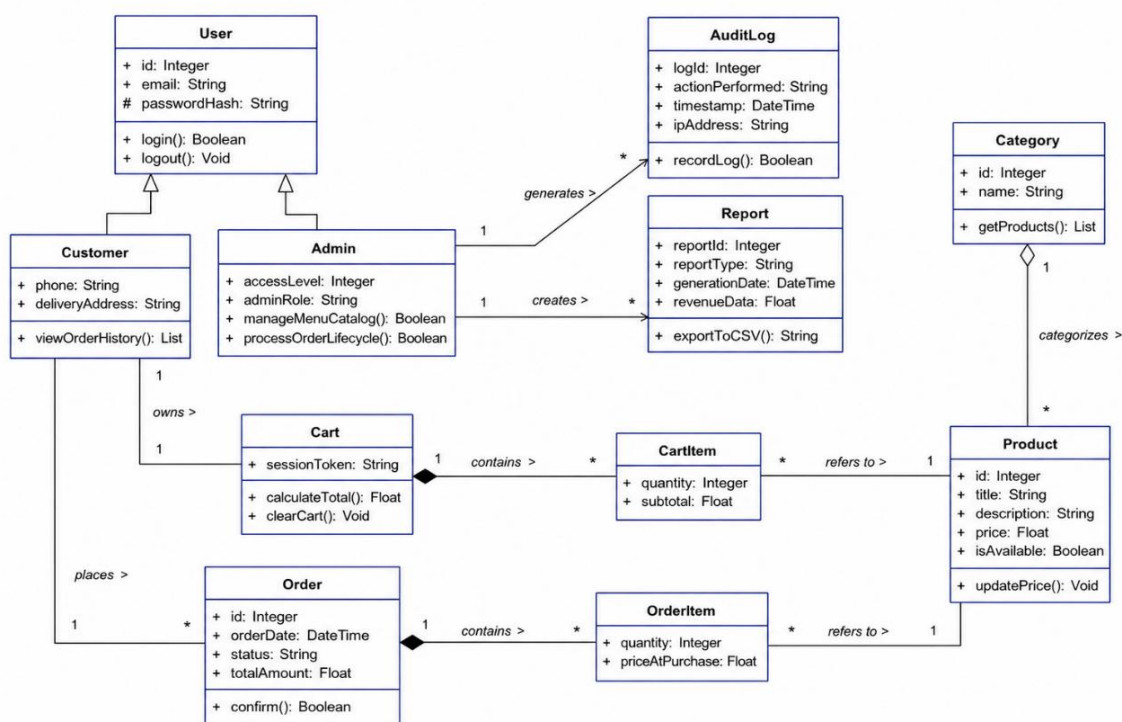 User
+ id: Integer
+ email: String
# passwordHash: String
+ login(): Boolean
+ logout(): Void
AuditLog
+ logId: Integer
+ actionPerformed: String
+ timestamp: DateTime
+ ipAddress: String
+ recordLog(): Boolean
Category
+ id: Integer
+ name: String
+ getProducts(): List
*
generates >
1
Customer
+ phone: String
+ deliveryAddress: String
+ viewOrderHistory(): List
Admin
+ accessLevel: Integer
+ adminRole: String
+ manageMenuCatalog(): Boolean
+ processOrderLifecycle(): Boolean
Report
+ reportId: Integer
+ reportType: String
+ generationDate: DateTime
+ revenueData: Float
+ exportToCSV(): String
1 creates > *
1
categorizes >
*
1
owns >
1
Cart
+ sessionToken: String
+ calculateTotal(): Float
+ clearCart(): Void
1 contains > *
CartItem
+ quantity: Integer
+ subtotal: Float
* refers to > 1
Product
+ id: Integer
+ title: String
+ description: String
+ price: Float
+ isAvailable: Boolean
+ updatePrice(): Void
places >
1 *
Order
+ id: Integer
+ orderDate: DateTime
+ status: String
+ totalAmount: Float
+ confirm(): Boolean
1 contains > *
OrderItem
+ quantity: Integer
+ priceAtPurchase: Float
* refers to > 1